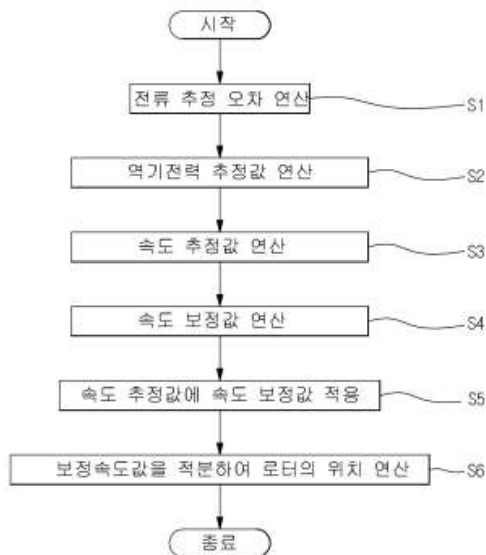 시작
전류 추정 오차 연산
S1
역기전력 추정값 연산
S2
속도 추정값 연산
S3
속도 보정값 연산
S4
속도 추정값에 속도 보정값 적용
S5
보정속도값을 적분하여 로터의 위치 연산
S6
종료